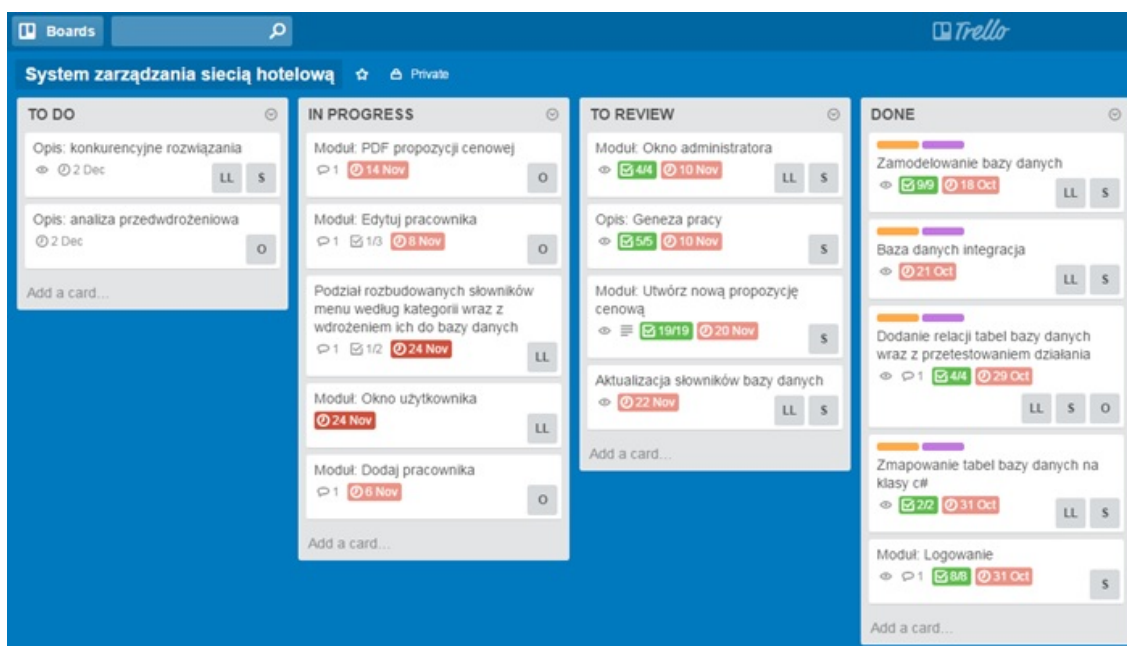 Boards
Trello
System zarządzania siecią hotelową
Private
TO DO
Opis: konkurencyjne rozwiązania
2 Dec
LL S
Opis: analiza przedwdrożeniowa
2 Dec
O
Add a card...
IN PROGRESS
Moduł: PDF propozycji cenowej
1 14 Nov
O
Moduł: Edytuj pracownika
1 1/3 8 Nov
O
Podział rozbudowanych słowników
menu według kategorii wraz z
wdrożeniem ich do bazy danych
1 1/2 24 Nov
LL
Moduł: Okno użytkownika
24 Nov
LL
Moduł: Dodaj pracownika
1 6 Nov
O
Add a card...
TO REVIEW
Moduł: Okno administratora
4/4 10 Nov
LL S
Opis: Geneza pracy
5/5 10 Nov
S
Moduł: Utwórz nową propozycję
cenową
19/19 20 Nov
S
Aktualizacja słowników bazy danych
22 Nov
LL S
Add a card...
DONE
Zamodelowanie bazy danych
9/9 18 Oct
LL S
Baza danych integracja
21 Oct
LL S
Dodanie relacji tabel bazy danych
wraz z przetestowaniem działania
1 4/4 29 Oct
LL S O
Zmapowanie tabel bazy danych na
klasy c#
2/2 31 Oct
LL S
Moduł: Logowanie
1 8/8 31 Oct
S
Add a card...